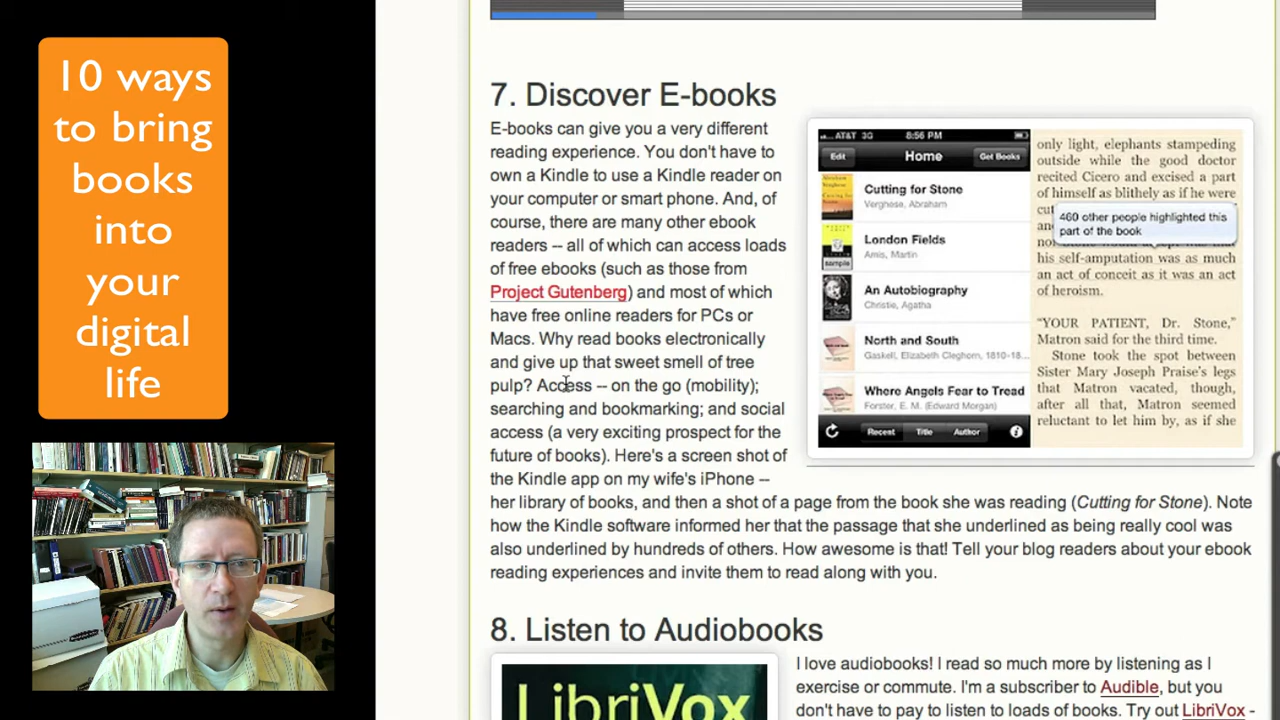 10 ways
to bring
books
into
your
digital
life
7. Discover E-books
E-books can give you a very different
reading experience. You don't have to
own a Kindle to use a Kindle reader on
your computer or smart phone. And, of
course, there are many other ebook
readers -- all of which can access loads
of free ebooks (such as those from
Project Gutenberg) and most of which
have free online readers for PCs or
Macs. Why read books electronically
and give up that sweet smell of tree
pulp? Access -- on the go (mobility);
searching and bookmarking; and social
access (a very exciting prospect for the
future of books). Here's a screen shot of
the Kindle app on my wife's iPhone --
her library of books, and then a shot of a page from the book she was reading (Cutting for Stone). Note
how the Kindle software informed her that the passage that she underlined as being really cool was
also underlined by hundreds of others. How awesome is that! Tell your blog readers about your ebook
reading experiences and invite them to read along with you.
AT&T 3G 8:56 PM
Edit Home Get Books
Cutting for Stone
Verghese, Abraham
London Fields
Amis, Martin
sample
An Autobiography
Christie, Agatha
North and South
Gaskell, Elizabeth Cleghorn, 1810-18...
Where Angels Fear to Tread
Forster, E. M. (Edward Morgan)
Recent Title Author
only light, elephants stampeding
outside while the good doctor
recited Cicero and excised a part
of himself as blithely as if he were
460 other people highlighted this
part of the book
his self-amputation was as much
an act of conceit as it was an act
of heroism.
"YOUR PATIENT, Dr. Stone,"
Matron said for the third time.
Stone took the spot between
Sister Mary Joseph Praise's legs
that Matron vacated, though,
after all that, Matron seemed
reluctant to let him by, as if she
8. Listen to Audiobooks
LibriVox
I love audiobooks! I read so much more by listening as I
exercise or commute. I'm a subscriber to Audible, but you
don't have to pay to listen to loads of books. Try out LibriVox -